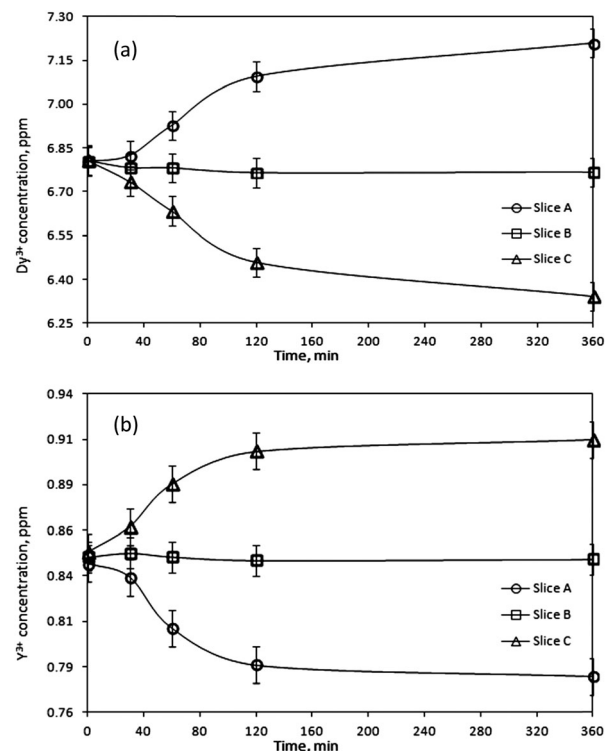 (a)
Dy³⁺ concentration, ppm
7.30
7.15
7.00
6.85
6.70
6.55
6.40
6.25
Slice A
Slice B
Slice C
0 40 80 120 160 200 240 280 320 360
Time, min
(b)
Y³⁺ concentration, ppm
0.94
0.91
0.89
0.86
0.84
0.81
0.79
0.76
Slice A
Slice B
Slice C
0 40 80 120 160 200 240 280 320 360
Time, min